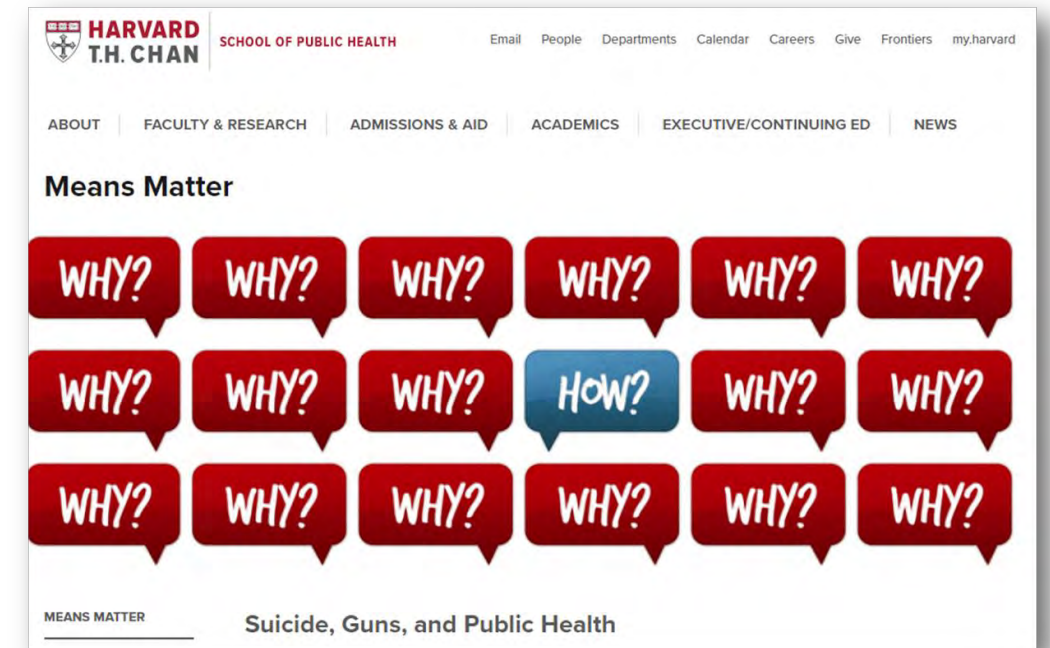 HARVARD
T.H. CHAN
SCHOOL OF PUBLIC HEALTH
Email People Departments Calendar Careers Give Frontiers my.harvard
ABOUT FACULTY & RESEARCH ADMISSIONS & AID ACADEMICS EXECUTIVE/CONTINUING ED NEWS
Means Matter
WHY? WHY? WHY? WHY? WHY? WHY?
WHY? WHY? WHY? HOW? WHY? WHY?
WHY? WHY? WHY? WHY? WHY? WHY?
MEANS MATTER
Suicide, Guns, and Public Health